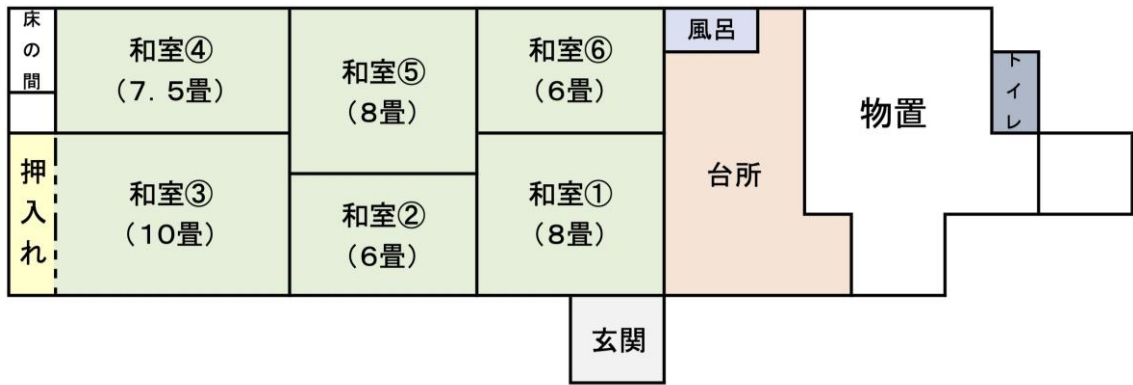 床の間
和室④
（7．5畳）
和室⑤
（8畳）
和室⑥
（6畳）
風呂
物置
トイレ
押入れ
和室③
（10畳）
和室②
（6畳）
和室①
（8畳）
台所
玄関